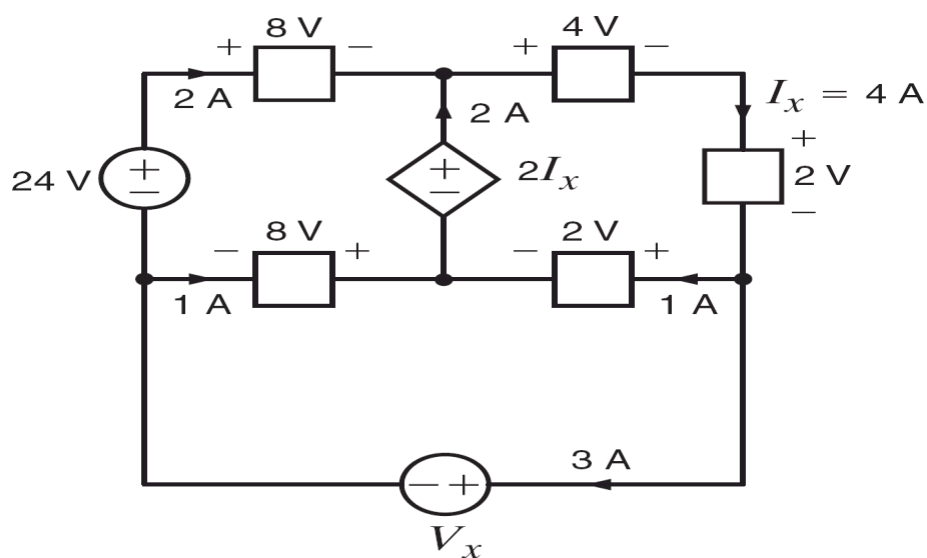 8 V 4 V
+ − + −
2 A 2 A I_x = 4 A
24 V + − + − 2I_x + 2 V −
8 V 2 V
− + − +
1 A 1 A
3 A
− +
V_x